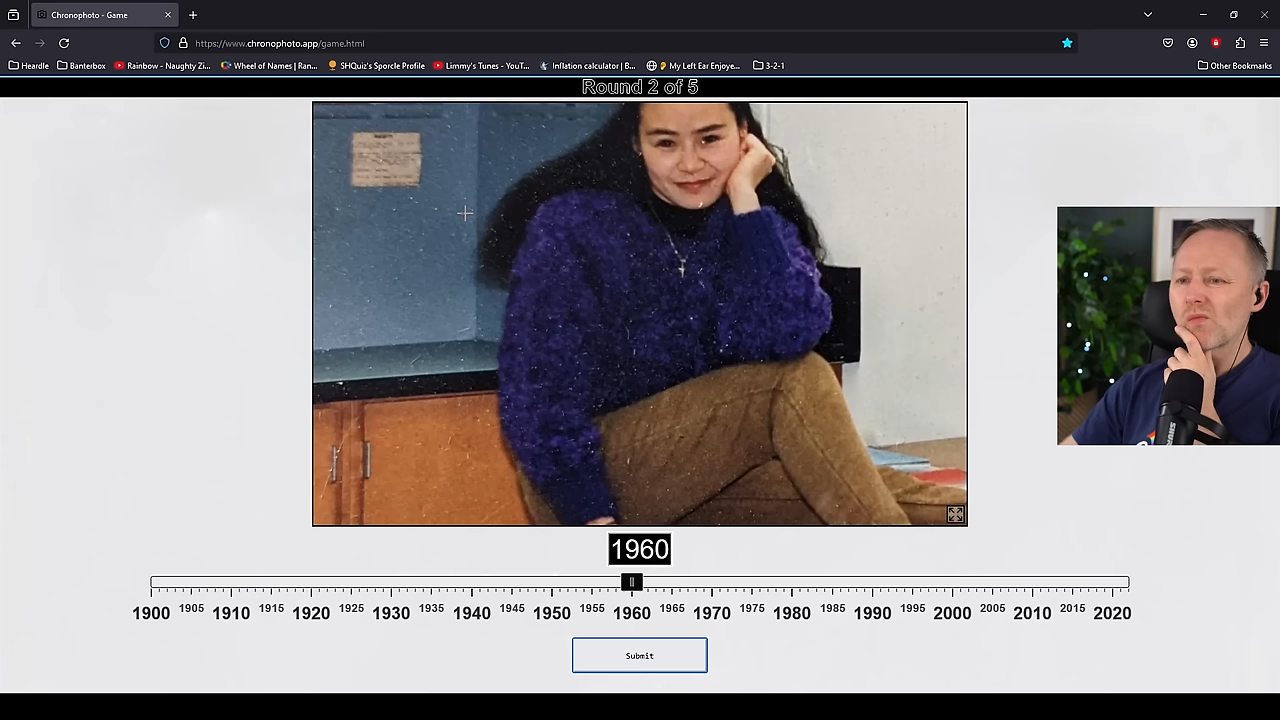 Chronophoto - Game
https://www.chronophoto.app/game.html
Heardle
Banterbox
Rainbow - Naughty Zi...
Wheel of Names | Ran...
SHQuiz's Sporcle Profile
Limmy's Tunes - YouT...
Inflation calculator | B...
My Left Ear Enjoye...
3-2-1
Other Bookmarks
Round 2 of 5
1960
1900 1905 1910 1915 1920 1925 1930 1935 1940 1945 1950 1955 1960 1965 1970 1975 1980 1985 1990 1995 2000 2005 2010 2015 2020
Submit